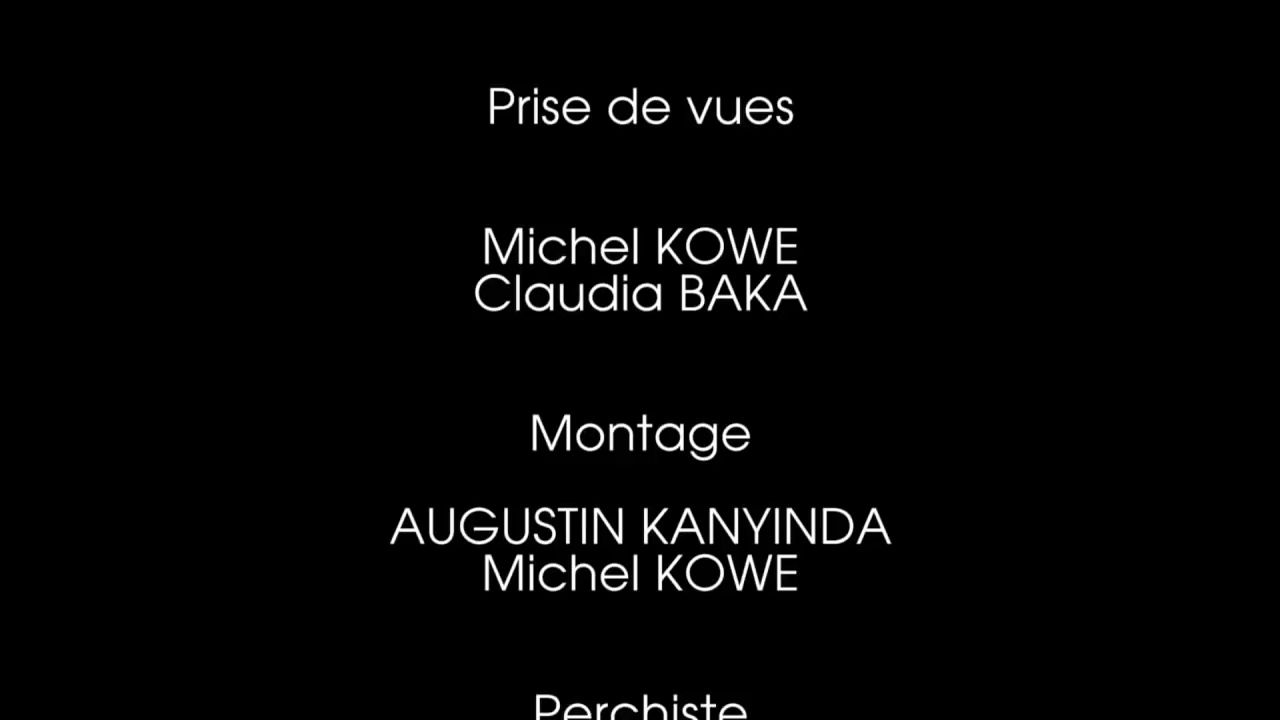 Prise de vues
Michel KOWE
Claudia BAKA
Montage
AUGUSTIN KANYINDA
Michel KOWE
Perchiste